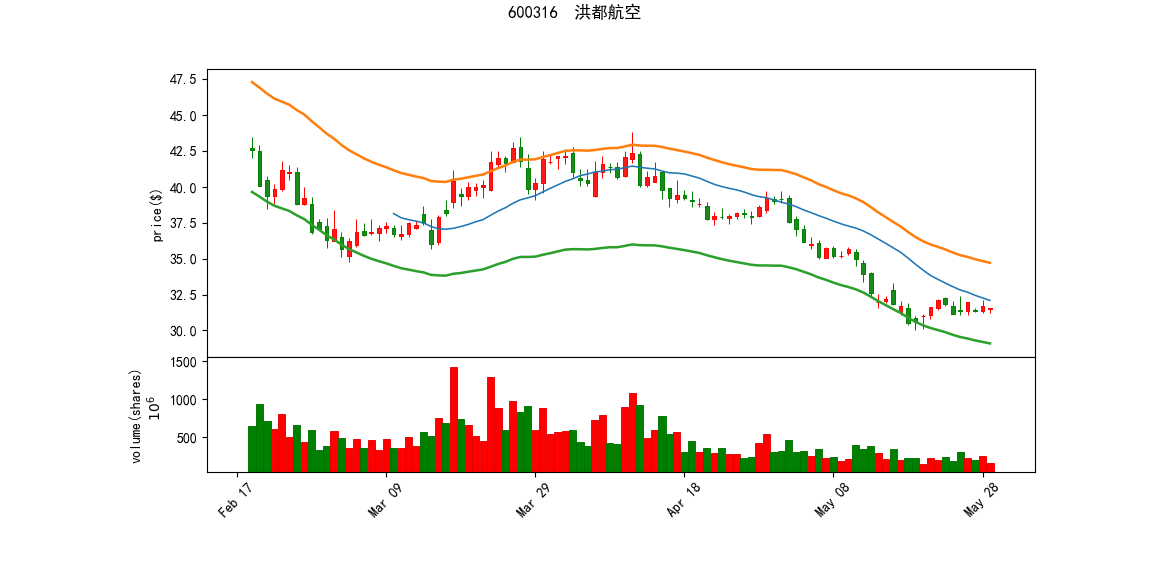 600316 洪都航空
price($)
47.5
45.0
42.5
40.0
37.5
35.0
32.5
30.0
volume(shares)
10^6
1500
1000
500
Feb 17
Mar 09
Mar 29
Apr 18
May 08
May 28